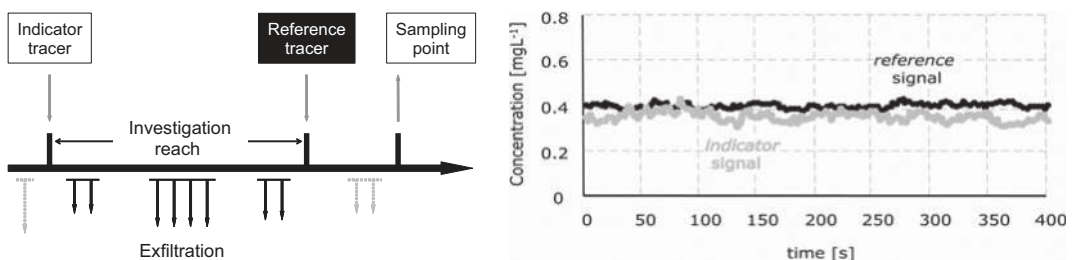 Indicator
tracer
Reference
tracer
Sampling
point
Investigation
reach
Exfiltration
Concentration [mgL-1]
0.8
0.6
0.4
0.2
0
reference
signal
Indicator
signal
0 50 100 150 200 250 300 350 400
time [s]